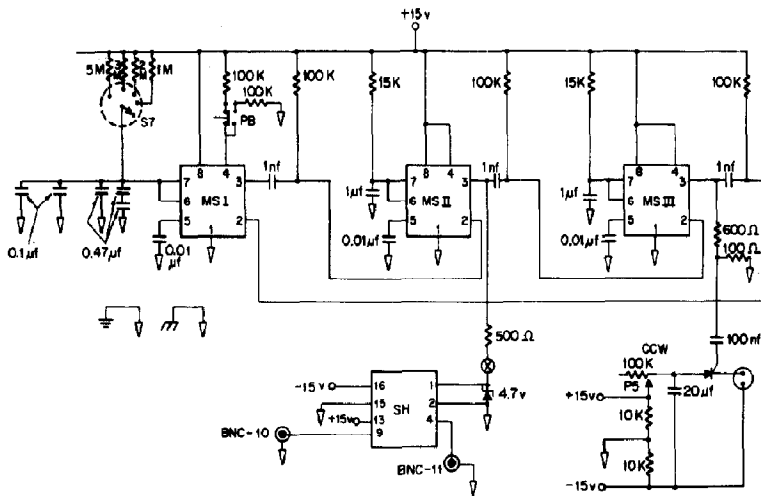 +15v
5M
1M
S7
100K
100K
PB
100K
15K
100K
15K
100K
8
4
7
3
6
MS I
5
2
1
1nf
8
4
7
3
6
MS II
5
2
1
1nf
8
4
7
3
6
MS III
5
2
1
1nf
0.1µf
0.47µf
0.01
µf
1µf
0.01µf
1µf
0.01µf
600Ω
100Ω
500Ω
100nf
CCW
100K
P5
20µf
+15v
10K
10K
-15v
4.7v
-15v
16
1
15
SH
2
+15v
13
4
9
BNC-10
BNC-11